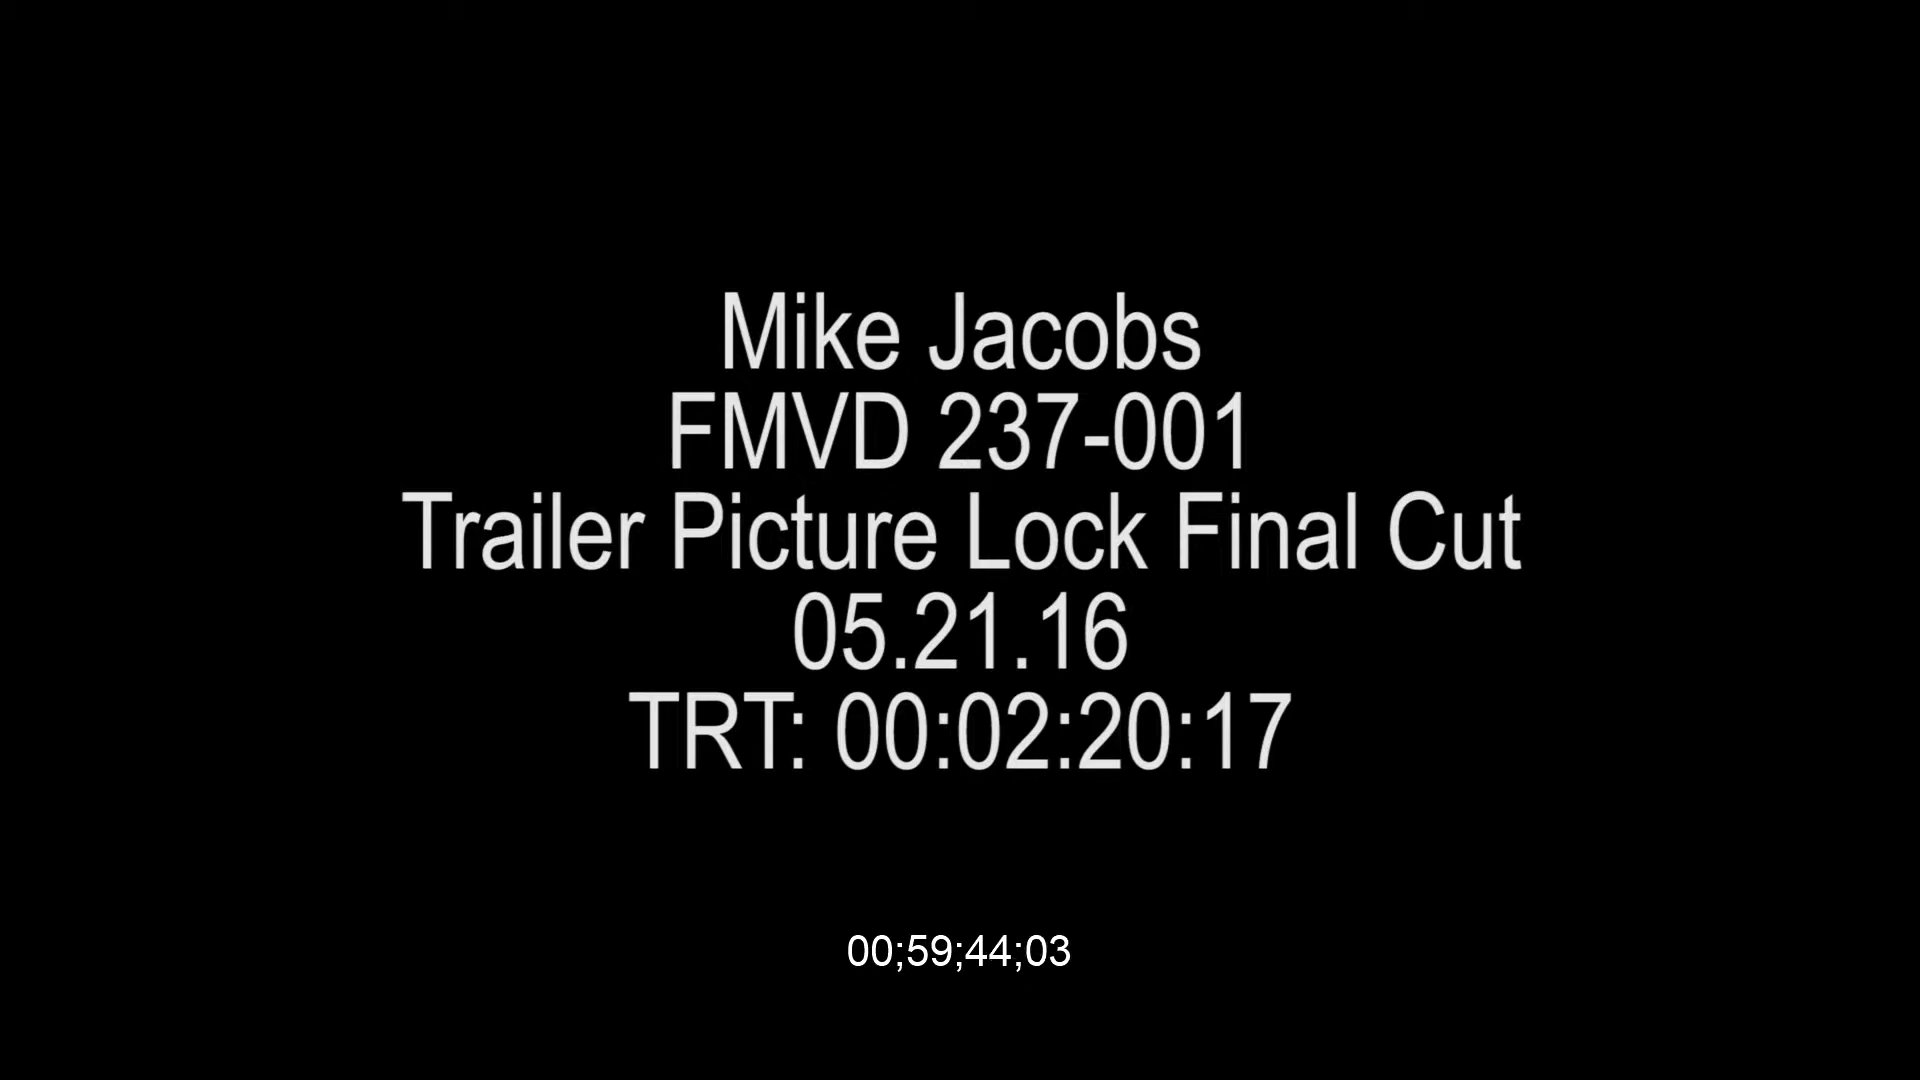 Mike Jacobs
FMVD 237-001
Trailer Picture Lock Final Cut
05.21.16
TRT: 00:02:20:17
00;59;44;03